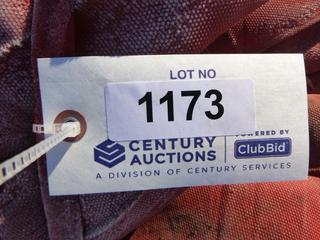 LOT NO
1173
CENTURY
AUCTIONS
POWERED BY
ClubBid
A DIVISION OF CENTURY SERVICES